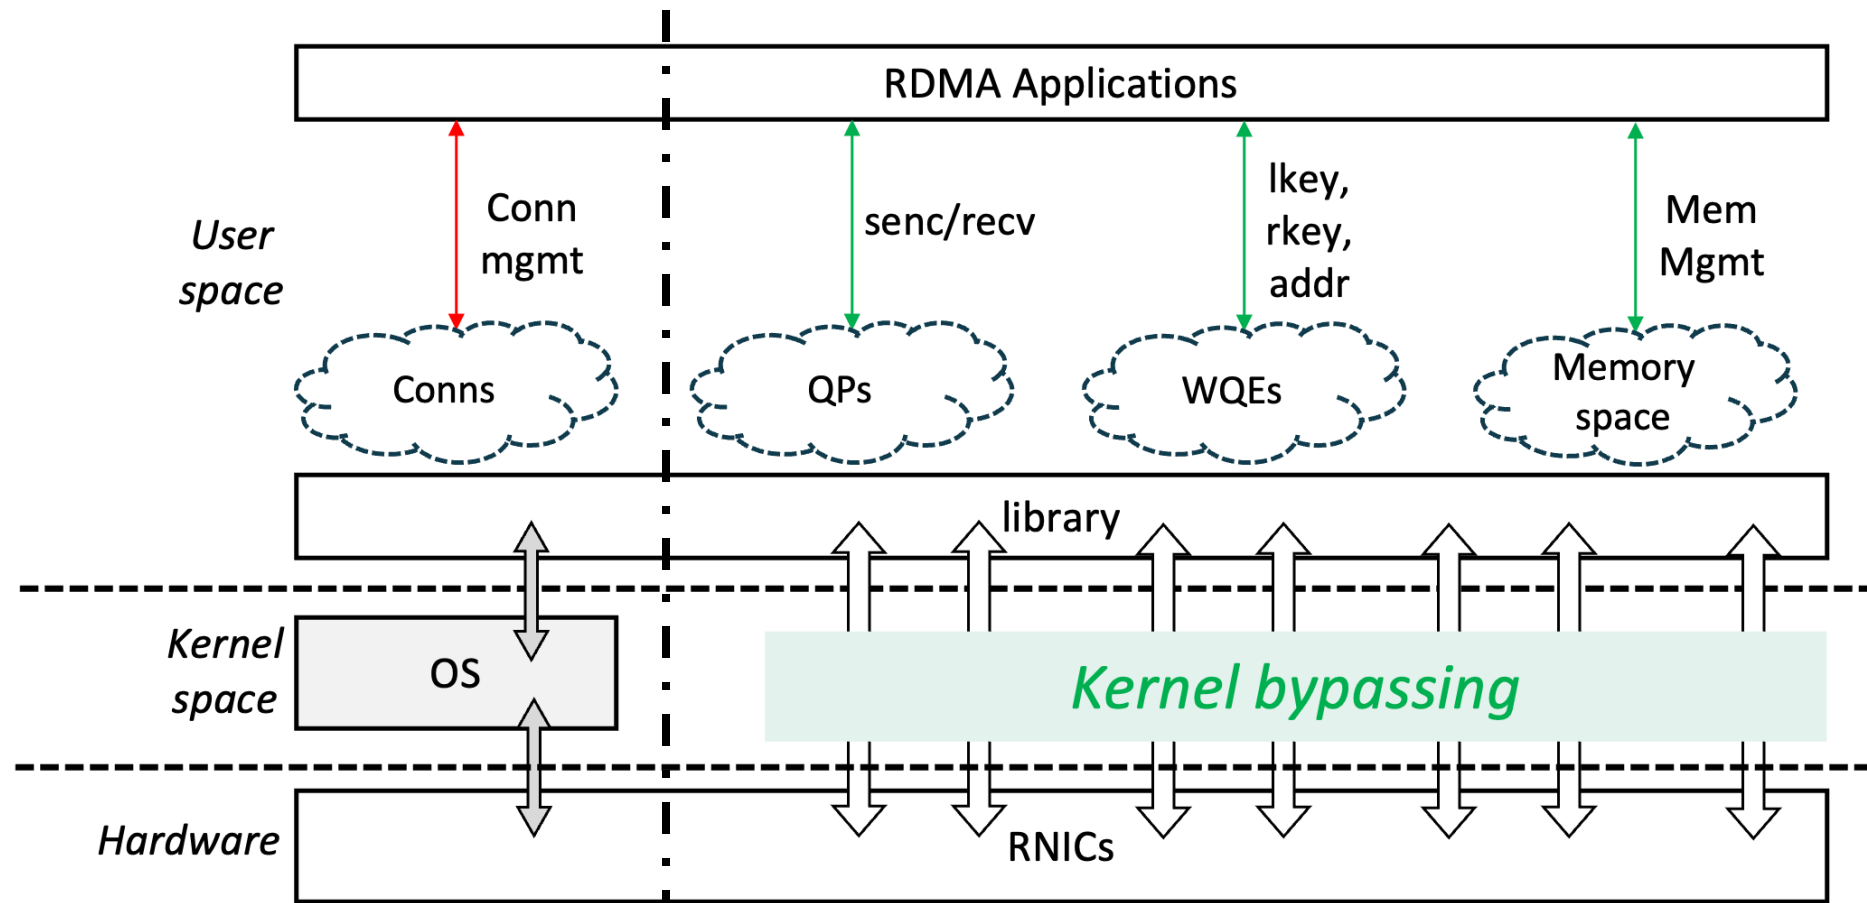 RDMA Applications
User
space
Conn
mgmt
senc/recv
lkey,
rkey,
addr
Mem
Mgmt
Conns
QPs
WQEs
Memory
space
library
Kernel
space
OS
Kernel bypassing
Hardware
RNICs